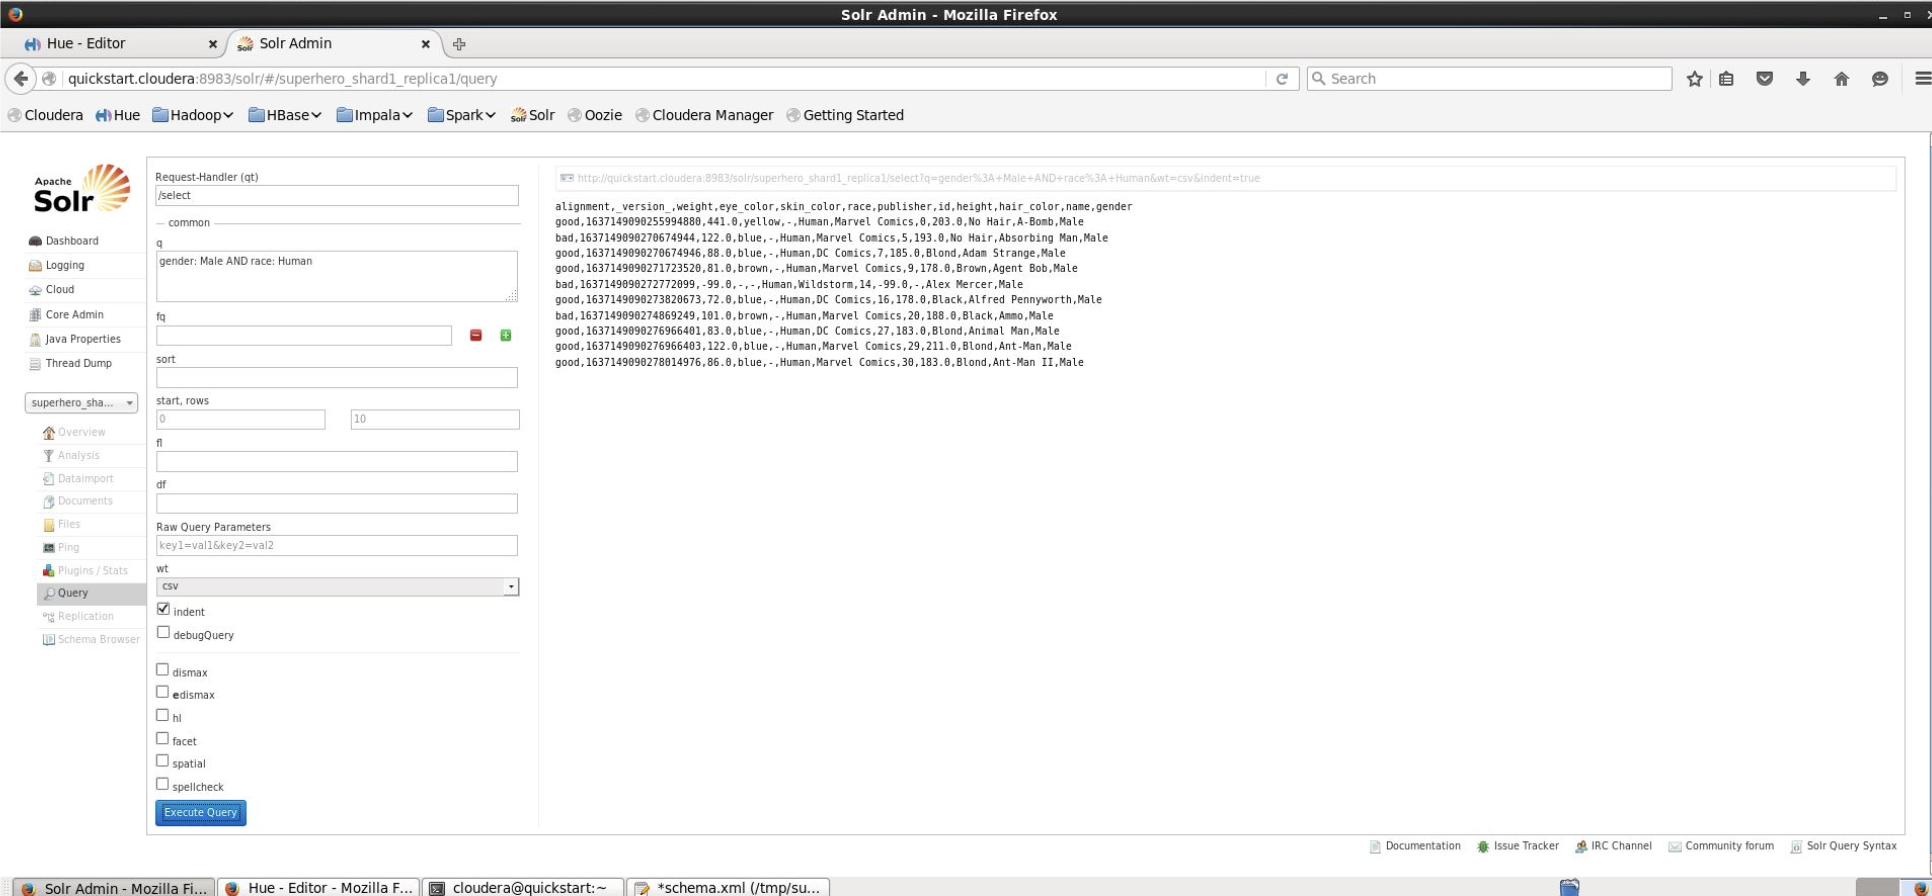 Solr Admin - Mozilla Firefox
Hue - Editor
Solr Admin
quickstart.cloudera:8983/solr/#/superhero_shard1_replica1/query
Search
Cloudera Hue Hadoop HBase Impala Spark Solr Oozie Cloudera Manager Getting Started
Apache
Solr
Dashboard
Logging
Cloud
Core Admin
Java Properties
Thread Dump
superhero_sha...
Overview
Analysis
Dataimport
Documents
Files
Ping
Plugins / Stats
Query
Replication
Schema Browser
Request-Handler (qt)
/select
common
q
gender: Male AND race: Human
fq
sort
start, rows
0 10
fl
df
Raw Query Parameters
key1=val1&key2=val2
wt
csv
indent
debugQuery
dismax
edismax
hl
facet
spatial
spellcheck
Execute Query
http://quickstart.cloudera:8983/solr/superhero_shard1_replica1/select?q=gender%3A+Male+AND+race%3A+Human&wt=csv&indent=true
alignment,_version_,weight,eye_color,skin_color,race,publisher,id,height,hair_color,name,gender
good,1637149090255994880,441.0,yellow,-,Human,Marvel Comics,0,203.0,No Hair,A-Bomb,Male
bad,1637149090270674944,122.0,blue,-,Human,Marvel Comics,5,193.0,No Hair,Absorbing Man,Male
good,1637149090270674946,88.0,blue,-,Human,DC Comics,7,185.0,Blond,Adam Strange,Male
good,1637149090271723520,81.0,brown,-,Human,Marvel Comics,9,178.0,Brown,Agent Bob,Male
bad,1637149090272772099,-99.0,-,-,Human,Wildstorm,14,-99.0,-,Alex Mercer,Male
good,1637149090273820673,72.0,blue,-,Human,DC Comics,16,178.0,Black,Alfred Pennyworth,Male
bad,1637149090274869249,101.0,brown,-,Human,Marvel Comics,20,188.0,Black,Ammo,Male
good,1637149090276966401,83.0,blue,-,Human,DC Comics,27,183.0,Blond,Animal Man,Male
good,1637149090276966403,122.0,blue,-,Human,Marvel Comics,29,211.0,Blond,Ant-Man,Male
good,1637149090278014976,86.0,blue,-,Human,Marvel Comics,30,183.0,Blond,Ant-Man II,Male
Documentation Issue Tracker IRC Channel Community forum Solr Query Syntax
Solr Admin - Mozilla Fi... Hue - Editor - Mozilla F... cloudera@quickstart:~ *schema.xml (/tmp/su...